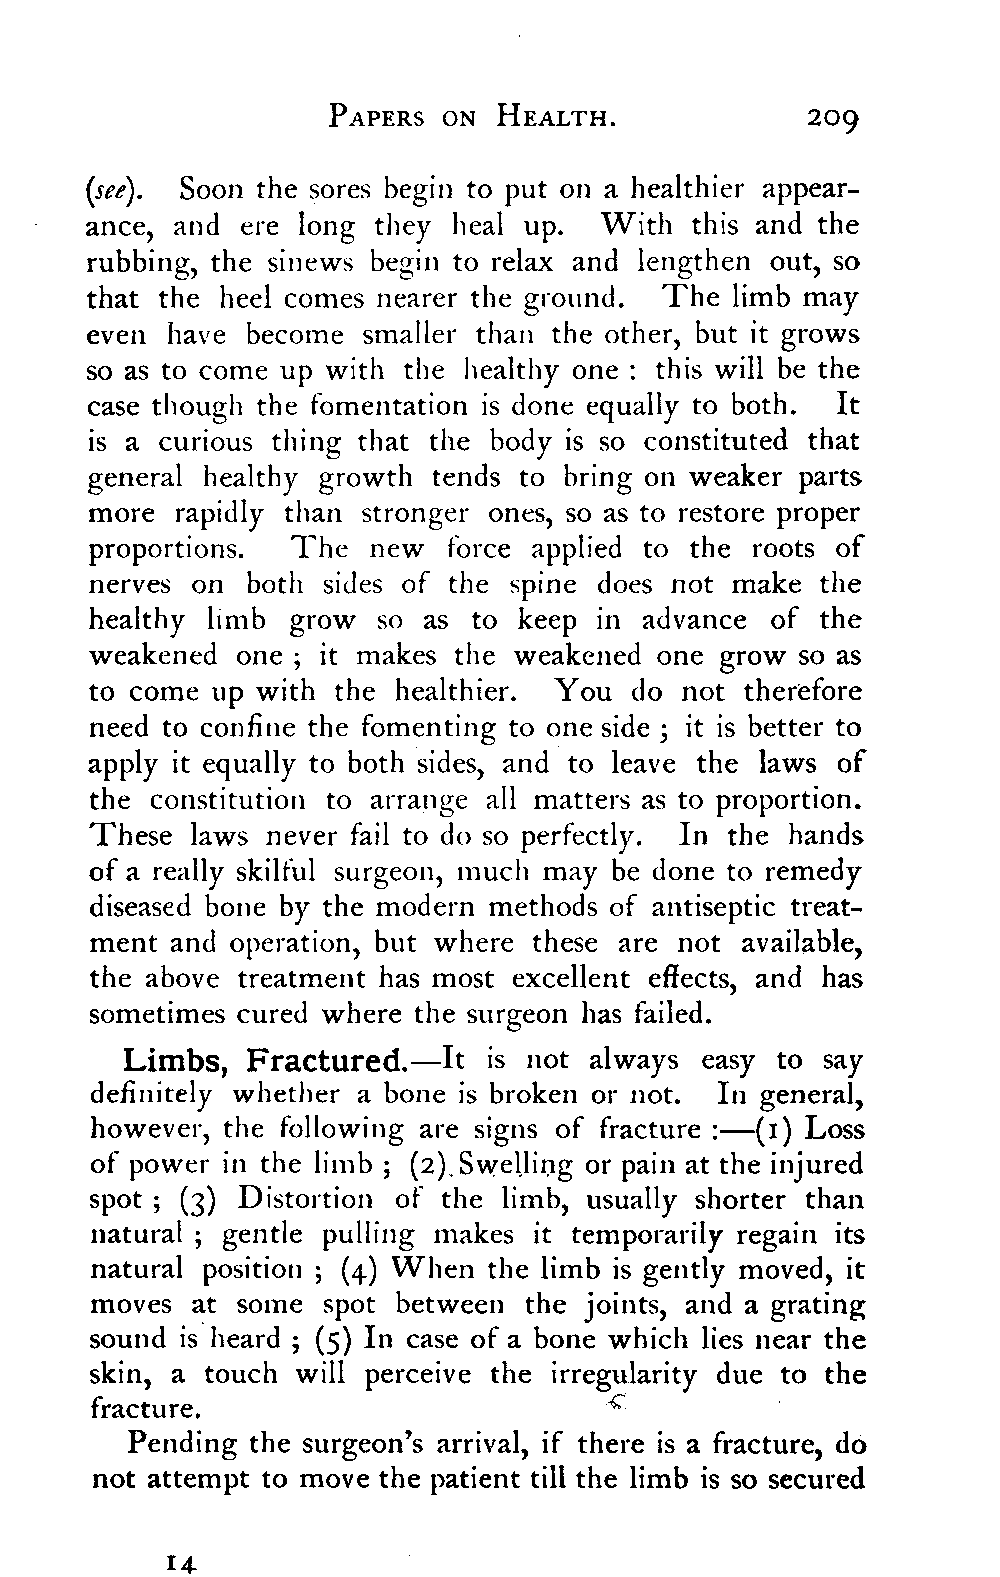 PAPERS ON HEALTH. 209
(see). Soon the sores begin to put on a healthier appear-
ance, and ere long they heal up. With this and the
rubbing, the sinews begin to relax and lengthen out, so
that the heel comes nearer the ground. The limb may
even have become smaller than the other, but it grows
so as to come up with the healthy one : this will be the
case though the fomentation is done equally to both. It
is a curious thing that the body is so constituted that
general healthy growth tends to bring on weaker parts
more rapidly than stronger ones, so as to restore proper
proportions. The new force applied to the roots of
nerves on both sides of the spine does not make the
healthy limb grow so as to keep in advance of the
weakened one ; it makes the weakened one grow so as
to come up with the healthier. You do not therefore
need to confine the fomenting to one side ; it is better to
apply it equally to both sides, and to leave the laws of
the constitution to arrange all matters as to proportion.
These laws never fail to do so perfectly. In the hands
of a really skilful surgeon, much may be done to remedy
diseased bone by the modern methods of antiseptic treat-
ment and operation, but where these are not available,
the above treatment has most excellent effects, and has
sometimes cured where the surgeon has failed.
Limbs, Fractured.—It is not always easy to say
definitely whether a bone is broken or not. In general,
however, the following are signs of fracture :—(1) Loss
of power in the limb ; (2) Swelling or pain at the injured
spot ; (3) Distortion of the limb, usually shorter than
natural ; gentle pulling makes it temporarily regain its
natural position ; (4) When the limb is gently moved, it
moves at some spot between the joints, and a grating
sound is heard ; (5) In case of a bone which lies near the
skin, a touch will perceive the irregularity due to the
fracture.
Pending the surgeon's arrival, if there is a fracture, do
not attempt to move the patient till the limb is so secured
14